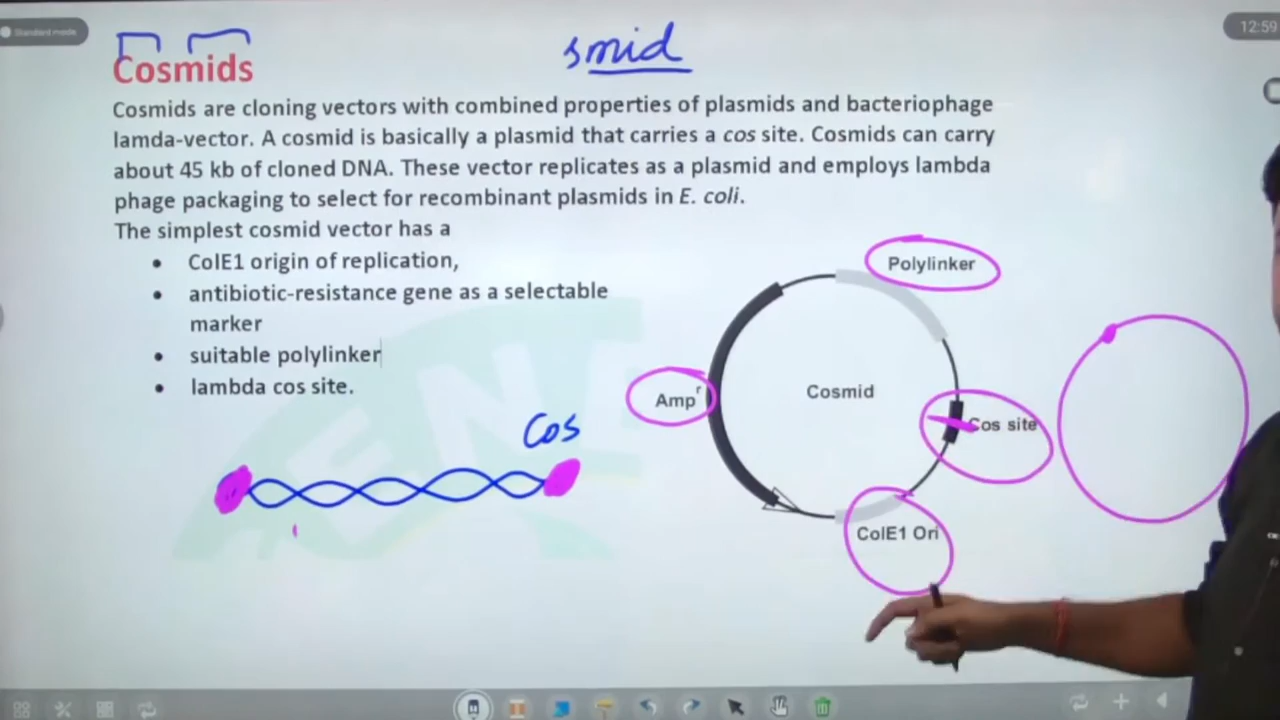 Standard mode
12:59
Cosmids
smid
Cosmids are cloning vectors with combined properties of plasmids and bacteriophage
lamda-vector. A cosmid is basically a plasmid that carries a cos site. Cosmids can carry
about 45 kb of cloned DNA. These vector replicates as a plasmid and employs lambda
phage packaging to select for recombinant plasmids in E. coli.
The simplest cosmid vector has a
• ColE1 origin of replication,
• antibiotic-resistance gene as a selectable
marker
• suitable polylinker
• lambda cos site.
Polylinker
Amp r
Cosmid
Cos site
ColE1 Ori
Cos